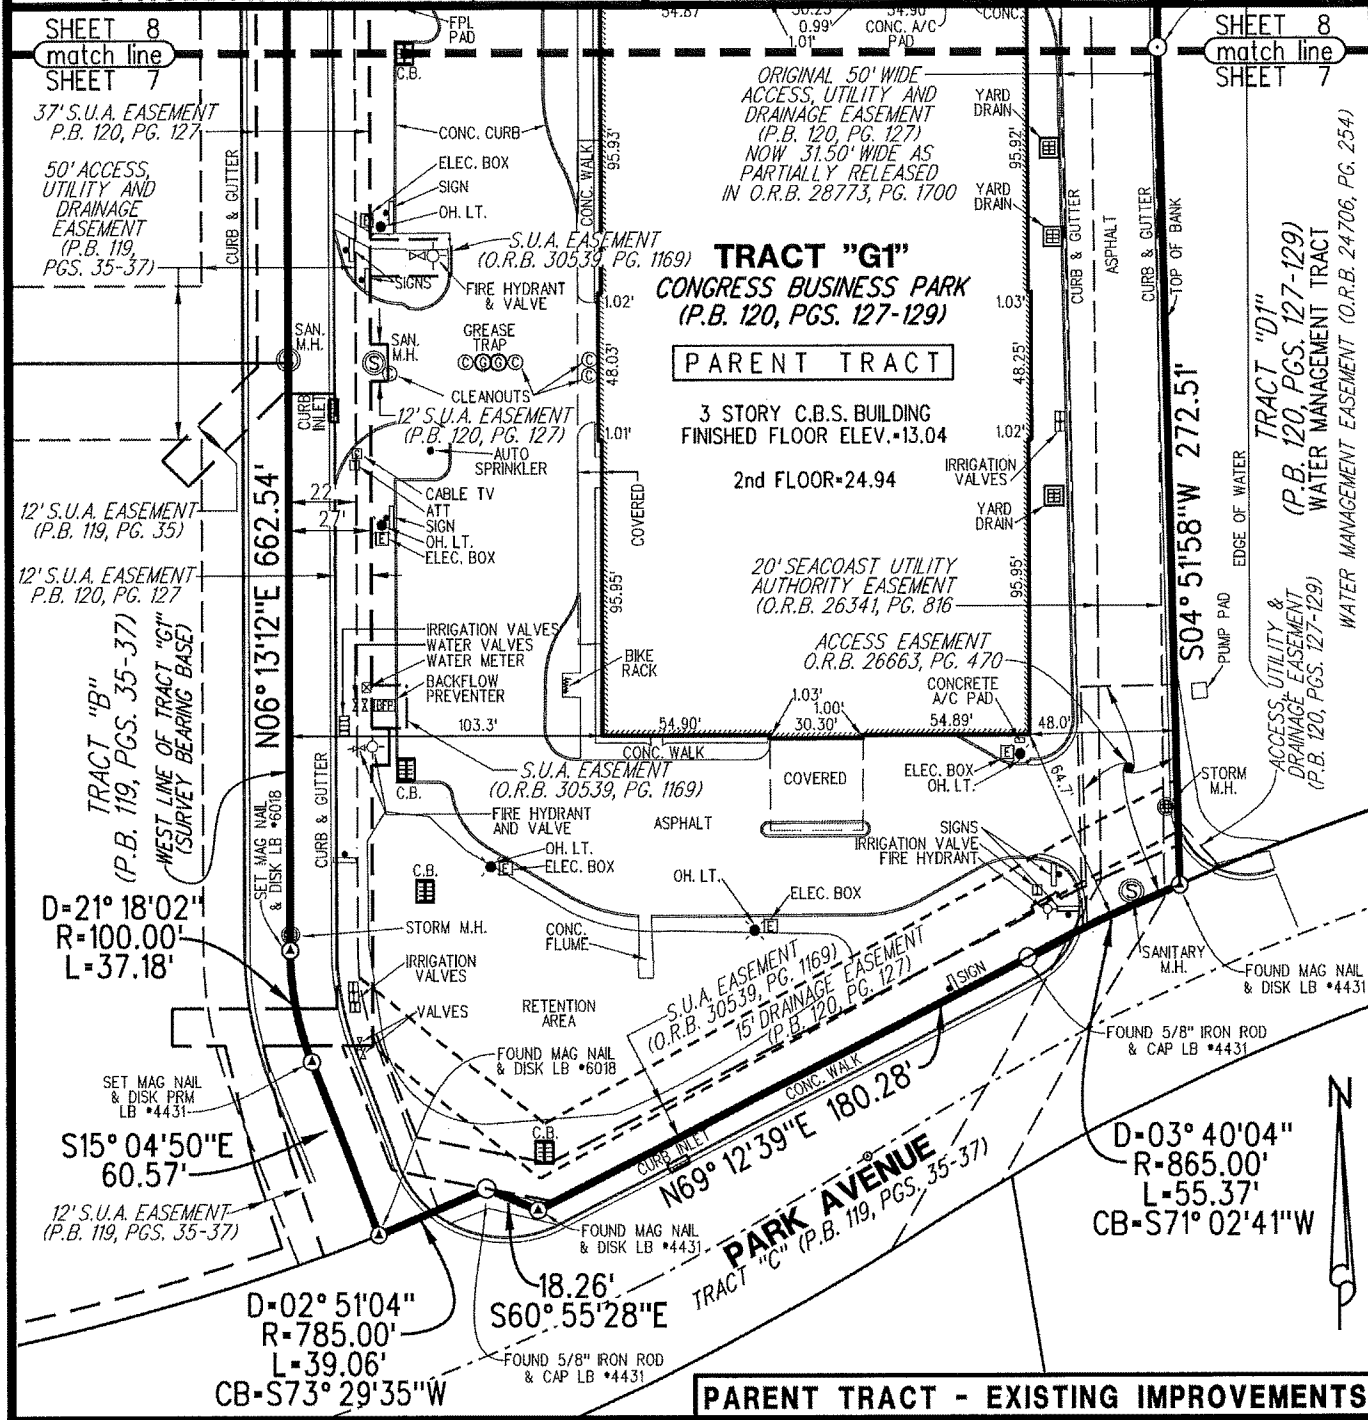 SHEET 8
match line
SHEET 7
37' S.U.A. EASEMENT
P.B. 120, PG. 127
50' ACCESS,
UTILITY AND
DRAINAGE
EASEMENT
(P.B. 119,
PGS. 35-37)
CURB & GUTTER
FPL
PAD
C.B.
CONC. CURB
ELEC. BOX
SIGN
OH. LT.
S.U.A. EASEMENT
(O.R.B. 30539, PG. 1169)
SIGNS
FIRE HYDRANT
& VALVE
SAN.
M.H.
SAN.
M.H.
GREASE
TRAP
C G G C
C
C
CLEANOUTS
12' S.U.A. EASEMENT
(P.B. 120, PG. 127)
CURB
INLET
AUTO
SPRINKLER
CABLE TV
ATT
SIGN
OH. LT.
ELEC. BOX
22'
27'
12' S.U.A. EASEMENT
(P.B. 119, PG. 35)
12' S.U.A. EASEMENT
P.B. 120, PG. 127
N06°13'12"E 662.54'
TRACT "B"
(P.B. 119, PGS. 35-37)
WEST LINE OF TRACT "G1"
(SURVEY BEARING BASE)
SET MAG NAIL
& DISK LB #6018
CURB & GUTTER
IRRIGATION VALVES
WATER VALVES
WATER METER
BACKFLOW
PREVENTER
BFP
103.3'
S.U.A. EASEMENT
(O.R.B. 30539, PG. 1169)
C.B.
FIRE HYDRANT
AND VALVE
54.87'
30.25'
0.99'
1.01'
54.90'
CONC. A/C
PAD
CONC.
ORIGINAL 50' WIDE
ACCESS, UTILITY AND
DRAINAGE EASEMENT
(P.B. 120, PG. 127)
NOW 31.50' WIDE AS
PARTIALLY RELEASED
IN O.R.B. 28773, PG. 1700
95.93'
CONC. WALK
95.92'
TRACT "G1"
CONGRESS BUSINESS PARK
(P.B. 120, PGS. 127-129)
PARENT TRACT
3 STORY C.B.S. BUILDING
FINISHED FLOOR ELEV.=13.04
2nd FLOOR=24.94
1.02'
48.03'
1.01'
1.03'
48.25'
1.02'
COVERED
95.95'
95.95'
20' SEACOAST UTILITY
AUTHORITY EASEMENT
(O.R.B. 26341, PG. 816
ACCESS EASEMENT
O.R.B. 26663, PG. 470
BIKE
RACK
CONCRETE
A/C PAD
54.90'
1.03'
1.00'
30.30'
54.89'
48.0'
CONC. WALK
COVERED
ELEC. BOX
OH. LT.
E
64.7'
YARD
DRAIN
YARD
DRAIN
IRRIGATION
VALVES
YARD
DRAIN
CURB & GUTTER
ASPHALT
CURB & GUTTER
TOP OF BANK
SHEET 8
match line
SHEET 7
S04°51'58"W 272.51'
TRACT "D1"
(P.B. 120, PGS. 127-129)
WATER MANAGEMENT TRACT
WATER MANAGEMENT EASEMENT (O.R.B. 24706, PG. 254)
EDGE OF WATER
PUMP PAD
ACCESS, UTILITY &
DRAINAGE EASEMENT
(P.B. 120, PGS. 127-129)
STORM
M.H.
ASPHALT
OH. LT.
ELEC. BOX
E
C.B.
SIGNS
IRRIGATION VALVE
FIRE HYDRANT
OH. LT.
ELEC. BOX
E
D=21°18'02"
R=100.00'
L=37.18'
STORM M.H.
CONC.
FLUME
IRRIGATION
VALVES
VALVES
RETENTION
AREA
S.U.A. EASEMENT
(O.R.B. 30539, PG. 1169)
15' DRAINAGE EASEMENT
(P.B. 120, PG. 127)
SIGN
S
SANITARY
M.H.
FOUND MAG NAIL
& DISK LB #4431
FOUND 5/8" IRON ROD
& CAP LB #4431
FOUND MAG NAIL
& DISK LB #6018
SET MAG NAIL
& DISK PRM
LB #4431
S15°04'50"E
60.57'
12' S.U.A. EASEMENT
(P.B. 119, PGS. 35-37)
C.B.
CURB INLET
CONC. WALK
N69°12'39"E 180.28'
PARK AVENUE
TRACT "C" (P.B. 119, PGS. 35-37)
FOUND MAG NAIL
& DISK LB #4431
18.26'
S60°55'28"E
FOUND 5/8" IRON ROD
& CAP LB #4431
D=02°51'04"
R=785.00'
L=39.06'
CB=S73°29'35"W
D=03°40'04"
R=865.00'
L=55.37'
CB=S71°02'41"W
N
PARENT TRACT - EXISTING IMPROVEMENTS